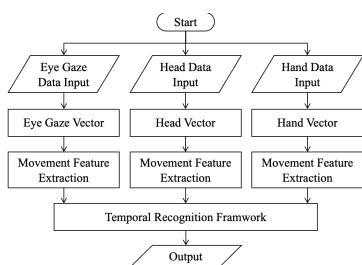 Start
Eye Gaze
Data Input
Head Data
Input
Hand Data
Input
Eye Gaze Vector
Head Vector
Hand Vector
Movement Feature
Extraction
Movement Feature
Extraction
Movement Feature
Extraction
Temporal Recognition Framwork
Output